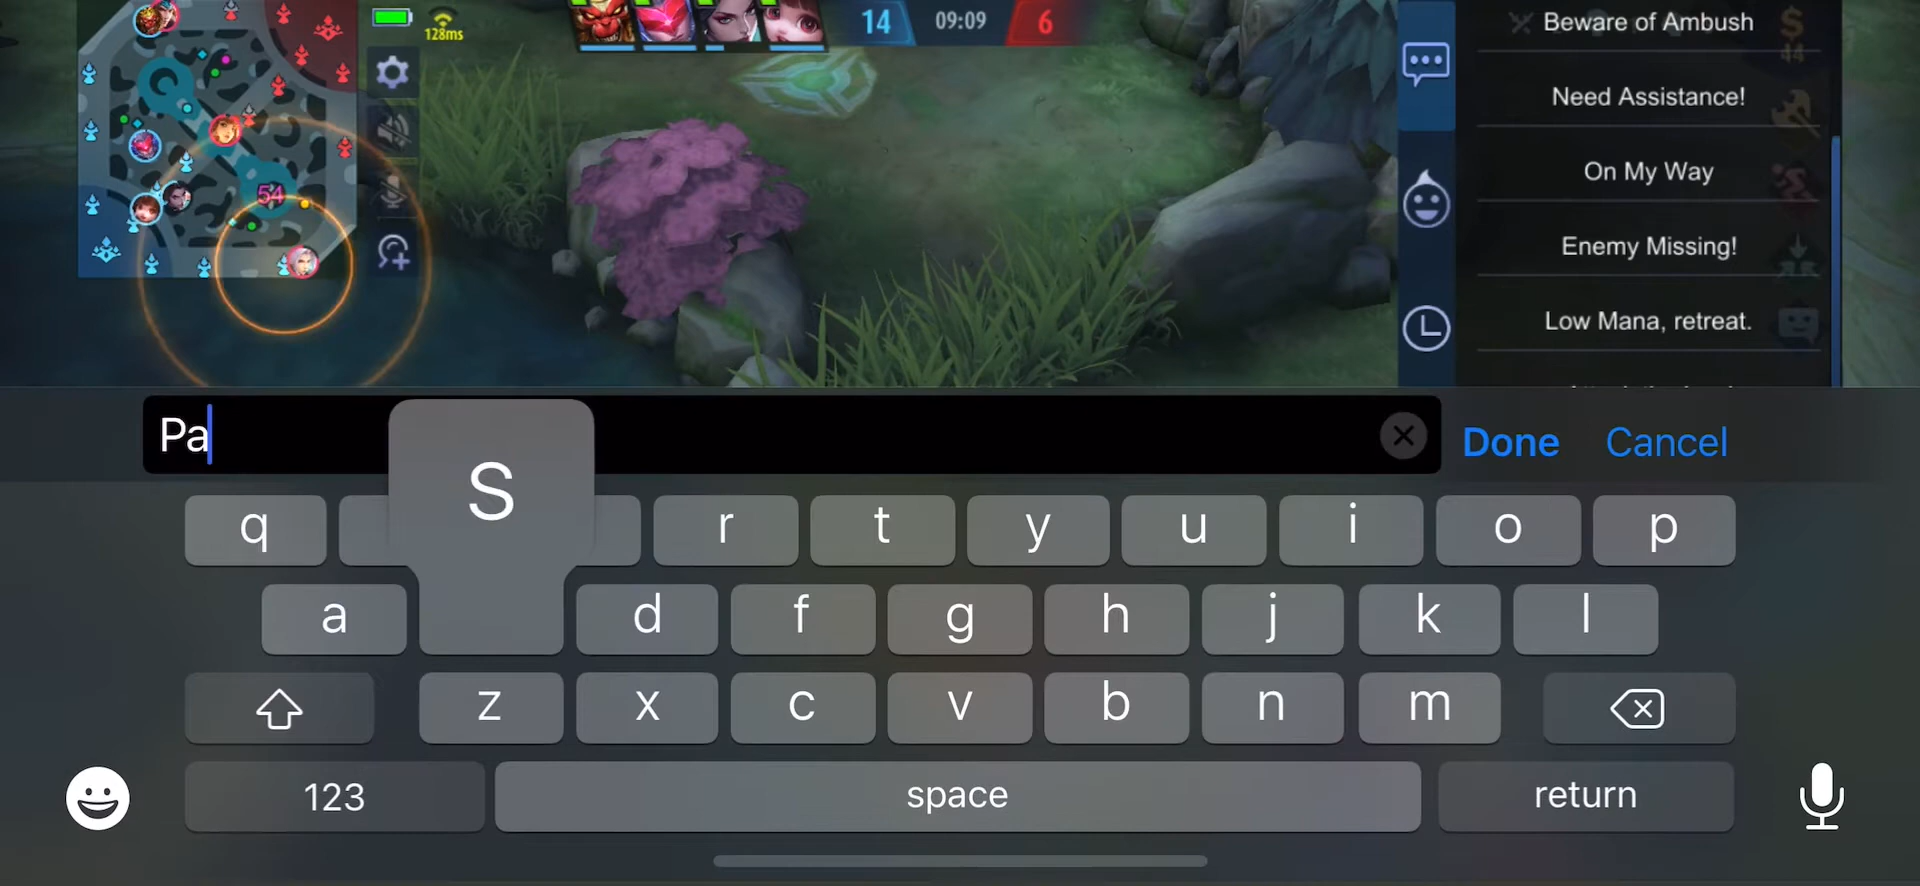 128ms
14
09:09
6
54
Beware of Ambush
44
Need Assistance!
On My Way
Enemy Missing!
Low Mana, retreat.
Pa
Done
Cancel
S
q
r
t
y
u
i
o
p
a
d
f
g
h
j
k
l
z
x
c
v
b
n
m
123
space
return